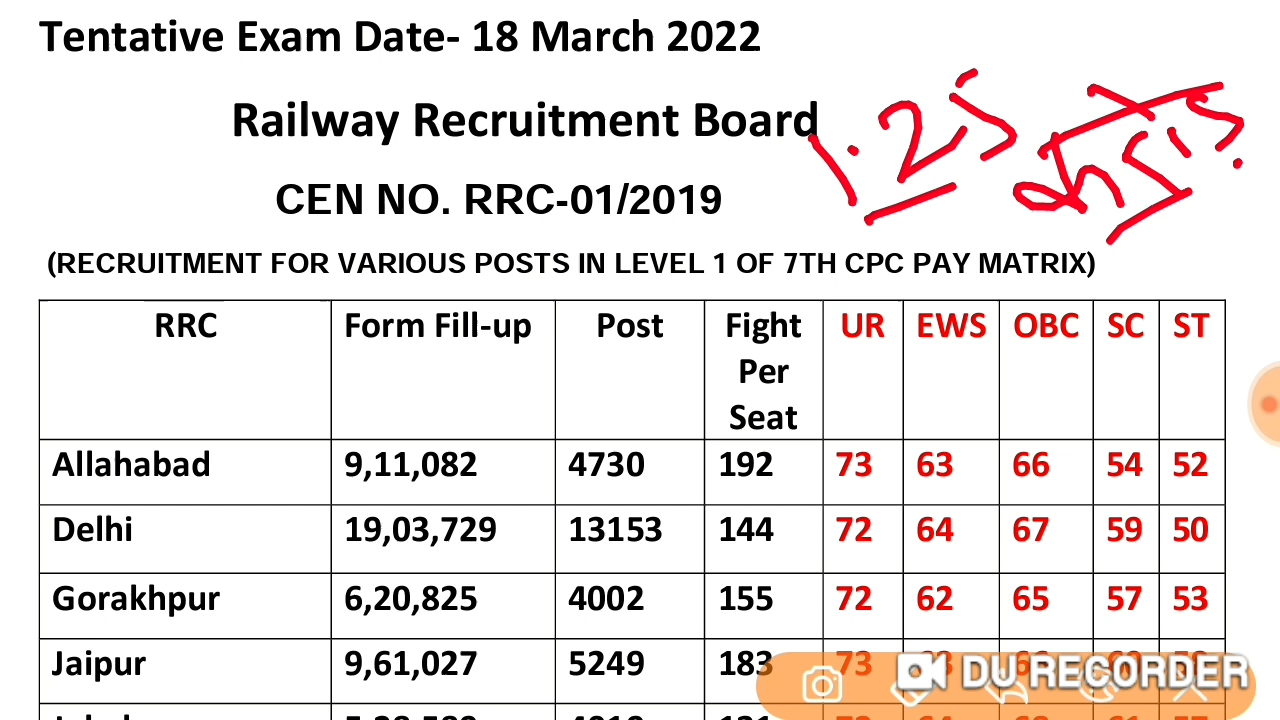 Tentative Exam Date- 18 March 2022
Railway Recruitment Board
CEN NO. RRC-01/2019
1.25
(RECRUITMENT FOR VARIOUS POSTS IN LEVEL 1 OF 7TH CPC PAY MATRIX)
RRC Form Fill-up Post Fight Per Seat UR EWS OBC SC ST
Allahabad 9,11,082 4730 192 73 63 66 54 52
Delhi 19,03,729 13153 144 72 64 67 59 50
Gorakhpur 6,20,825 4002 155 72 62 65 57 53
Jaipur 9,61,027 5249 183 73
DU RECORDER